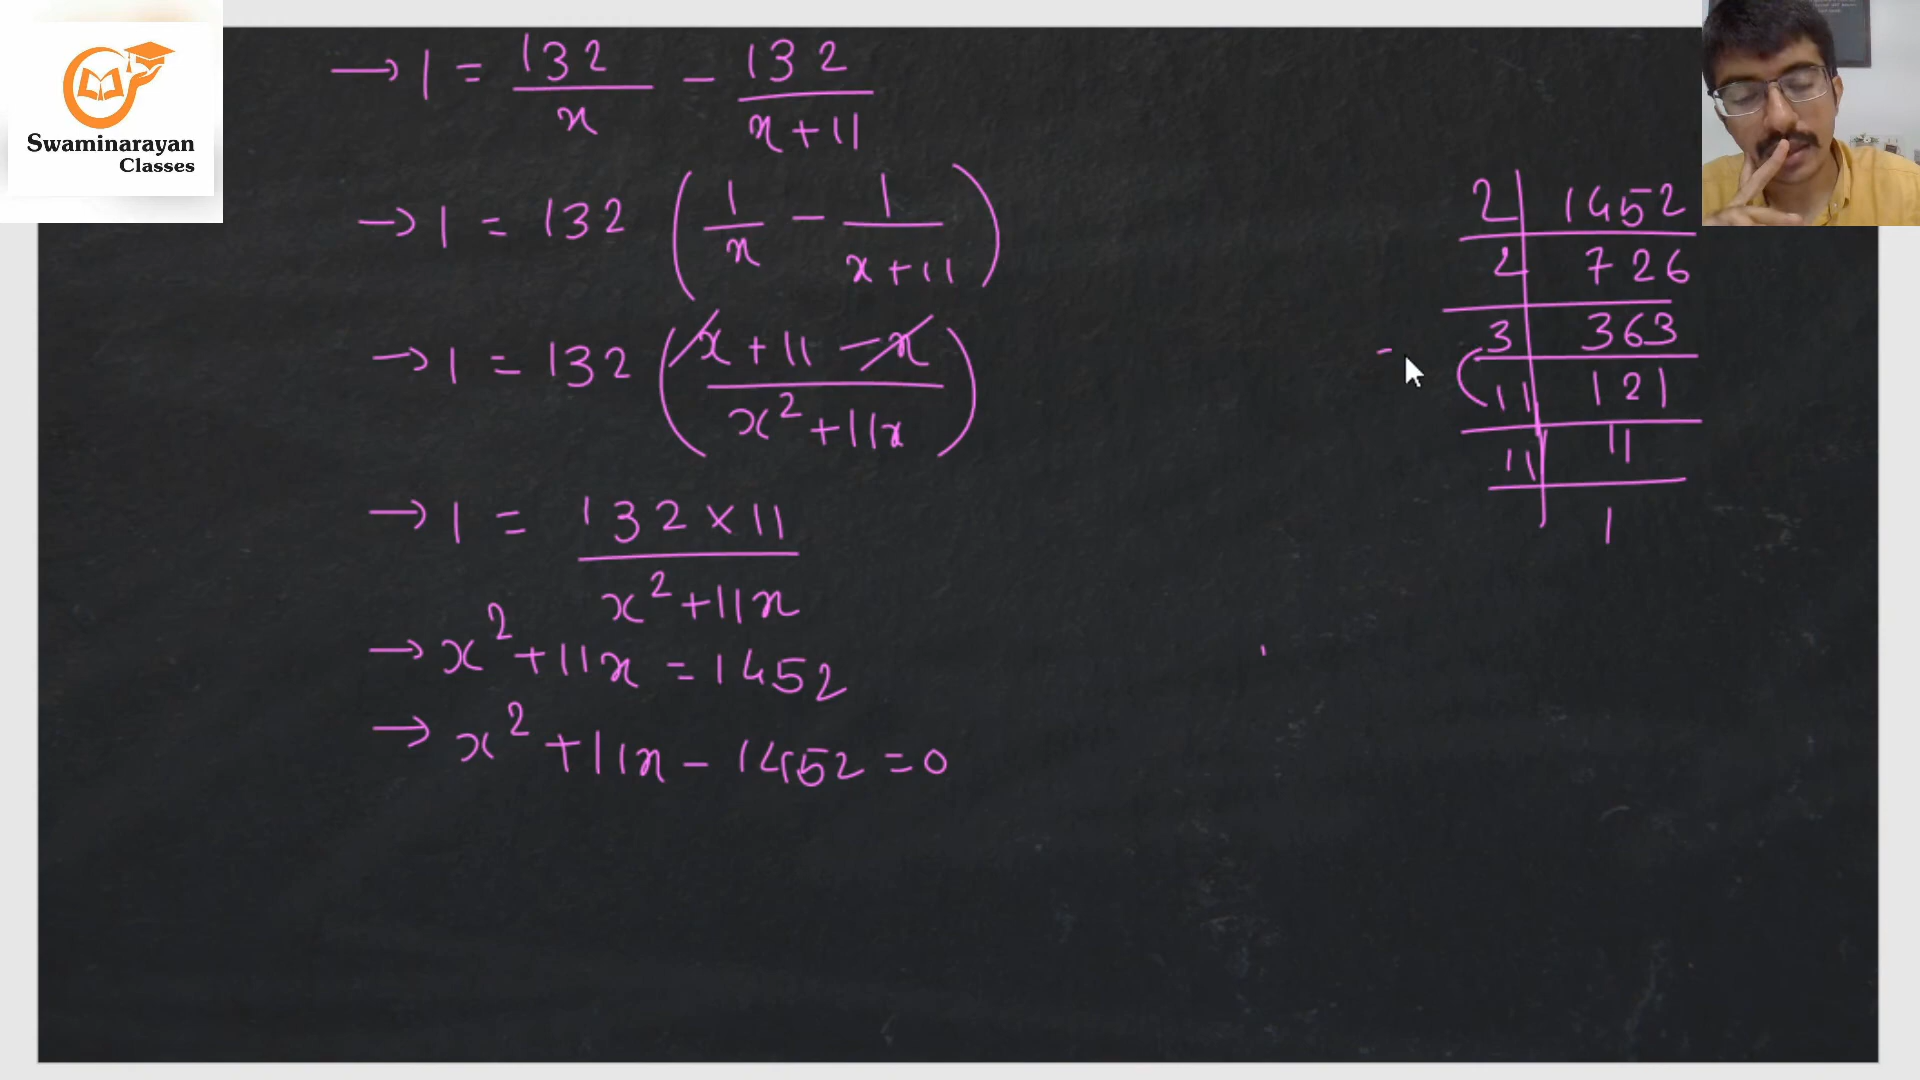 Swaminarayan
Classes
→ 1 = 132/x - 132/(x+11)
→ 1 = 132 (1/x - 1/(x+11))
→ 1 = 132 ((x + 11 - x)/(x² + 11x))
→ 1 = (132 × 11)/(x² + 11x)
→ x² + 11x = 1452
→ x² + 11x - 1452 = 0
2 | 1452
2 | 726
3 | 363
11 | 121
11 | 11
1